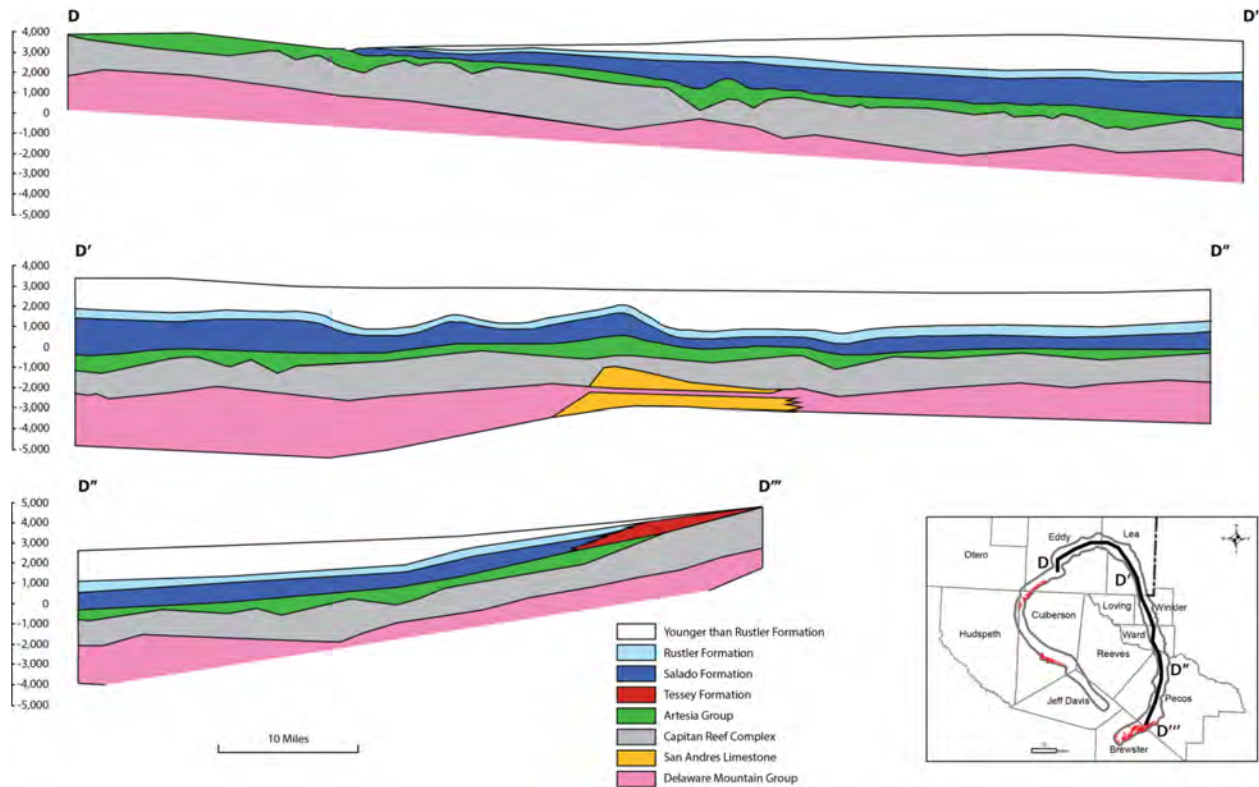 D D'
4,000
3,000
2,000
1,000
0
-1,000
-2,000
-3,000
-4,000
-5,000
D' D"
4,000
3,000
2,000
1,000
0
-1,000
-2,000
-3,000
-4,000
-5,000
D" D"'
5,000
4,000
3,000
2,000
1,000
0
-1,000
-2,000
-3,000
-4,000
-5,000
10 Miles
Younger than Rustler Formation
Rustler Formation
Salado Formation
Tessey Formation
Artesia Group
Capitan Reef Complex
San Andres Limestone
Delaware Mountain Group
Eddy Lea
Otero
D
D'
Culberson Loving Winkler
Ward
Hudspeth Reeves
D"
Pecos
Jeff Davis
D"'
Brewster